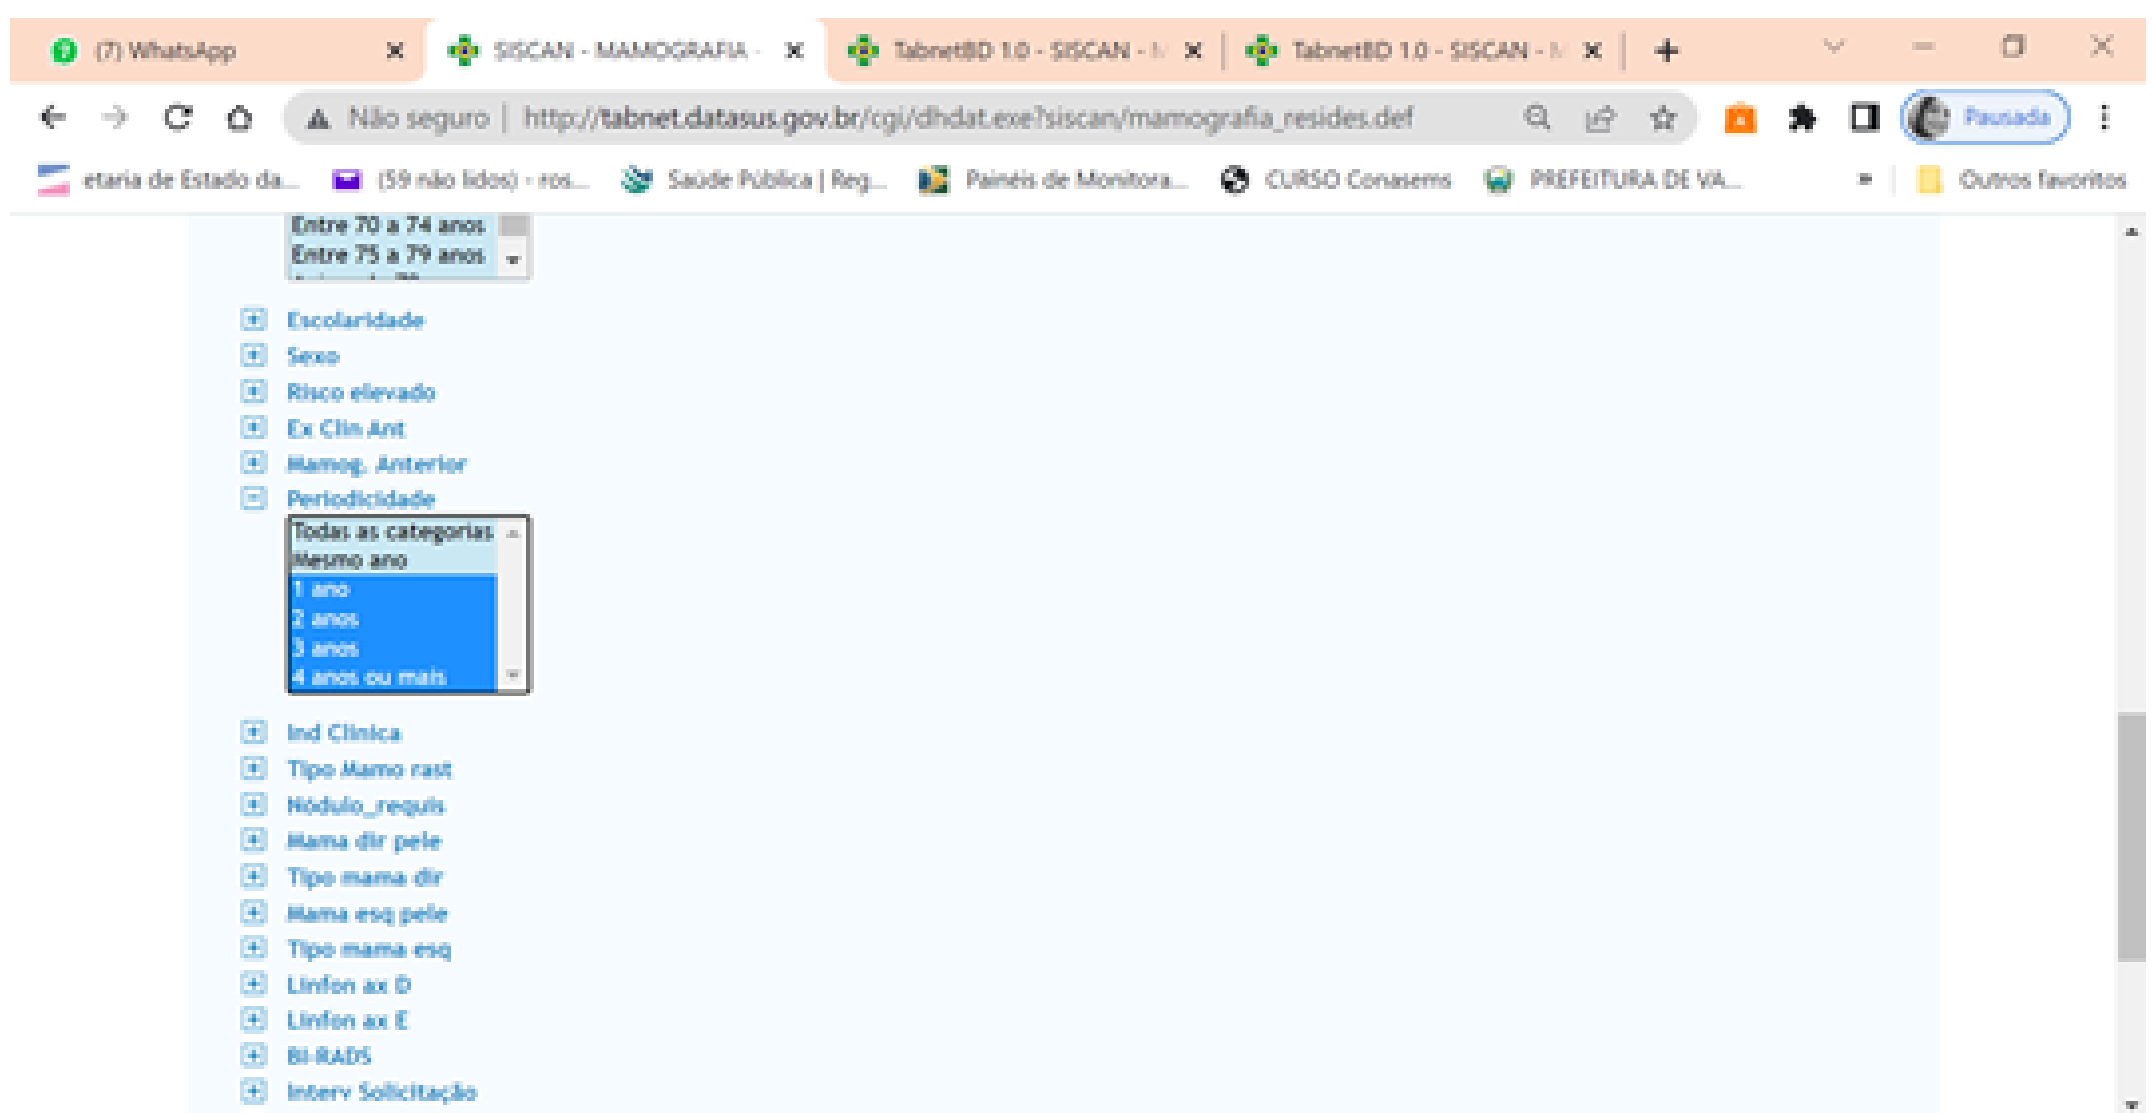 (7) WhatsApp
SISCAN - MAMOGRAFIA -
TabnetBD 1.0 - SISCAN - M
TabnetBD 1.0 - SISCAN - M
Não seguro | http://tabnet.datasus.gov.br/cgi/dhdat.exe?siscan/mamografia_resides.def
Pausada
etaria de Estado da...
(59 não lidos) - ros...
Saúde Pública | Reg...
Painéis de Monitora...
CURSO Conasems
PREFEITURA DE VA...
»
Outros favoritos
Entre 70 a 74 anos
Entre 75 a 79 anos
Escolaridade
Sexo
Risco elevado
Ex Clin Ant
Mamog. Anterior
Periodicidade
Todas as categorias
Mesmo ano
1 ano
2 anos
3 anos
4 anos ou mais
Ind Clínica
Tipo Mamo rast
Nódulo_requis
Mama dir pele
Tipo mama dir
Mama esq pele
Tipo mama esq
Linfon ax D
Linfon ax E
BI-RADS
Interv Solicitação